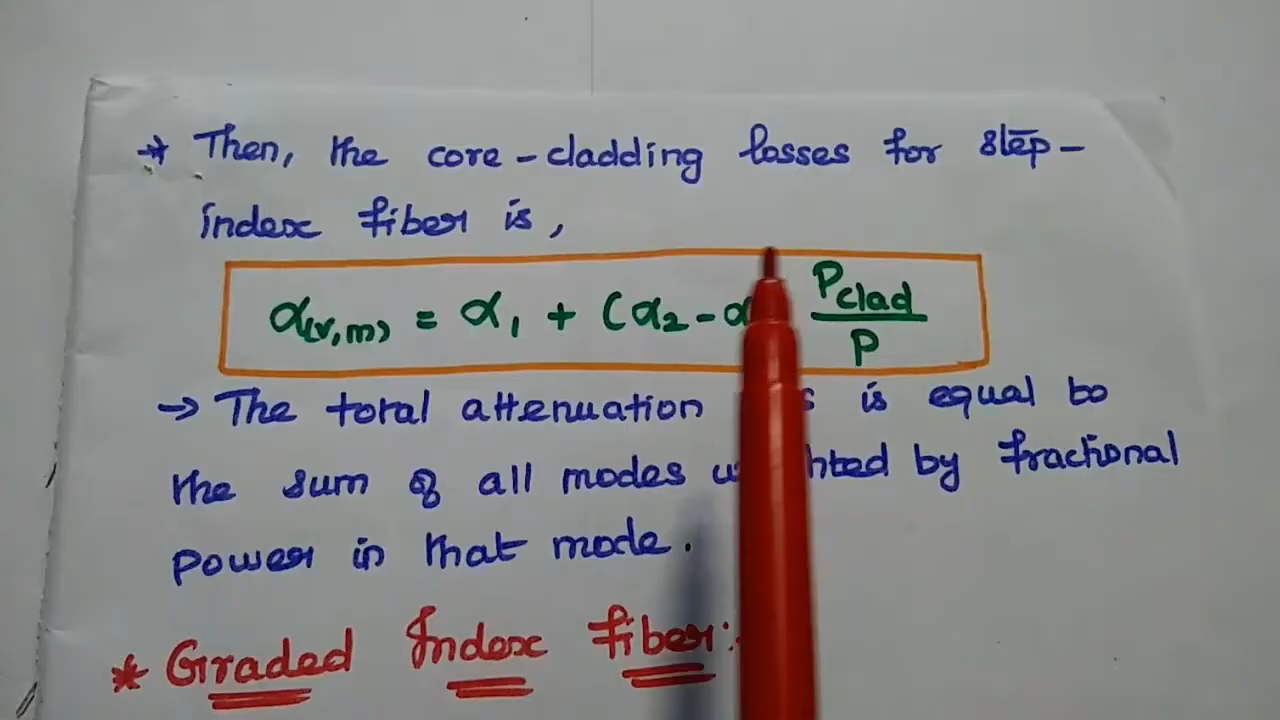 → Then, the core-cladding losses for step-
index fiber is,
α(v,m) = α₁ + (α₂ - α Pclad/P
→ The total attenuation is equal to
the sum of all modes by fractional
power in that mode.
* Graded Index Fiber: